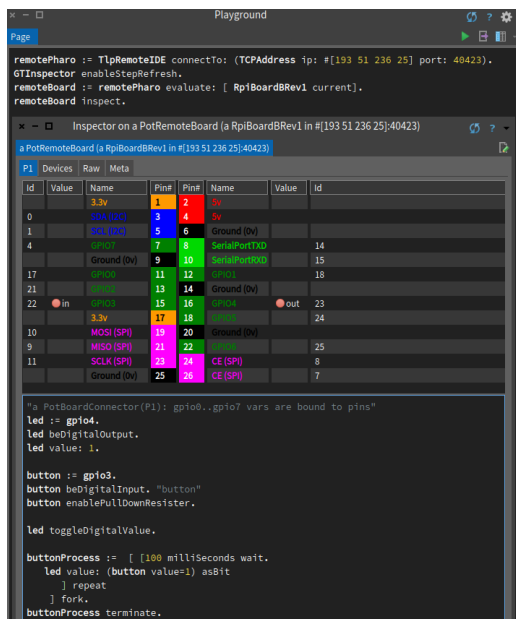 Playground
Page
remotePharo := TlpRemoteIDE connectTo: (TCPAddress ip: #[193 51 236 25] port: 40423).
GTInspector enableStepRefresh.
remoteBoard := remotePharo evaluate: [ RpiBoardBRev1 current].
remoteBoard inspect.
Inspector on a PotRemoteBoard (a RpiBoardBRev1 in #[193 51 236 25]:40423)
a PotRemoteBoard (a RpiBoardBRev1 in #[193 51 236 25]:40423)
P1 Devices Raw Meta
Id Value Name Pin# Pin# Name Value Id
3.3v 1 2 5v
0 SDA (I2C) 3 4 5v
1 SCL (I2C) 5 6 Ground (0v)
4 GPIO7 7 8 SerialPortTXD 14
Ground (0v) 9 10 SerialPortRXD 15
17 GPIO0 11 12 GPIO1 18
21 GPIO2 13 14 Ground (0v)
22 in GPIO3 15 16 GPIO4 out 23
3.3v 17 18 GPIO5 24
10 MOSI (SPI) 19 20 Ground (0v)
9 MISO (SPI) 21 22 GPIO6 25
11 SCLK (SPI) 23 24 CE (SPI) 8
Ground (0v) 25 26 CE (SPI) 7
"a PotBoardConnector(P1): gpio0..gpio7 vars are bound to pins"
led := gpio4.
led beDigitalOutput.
led value: 1.
button := gpio3.
button beDigitalInput. "button"
button enablePullDownResister.
led toggleDigitalValue.
buttonProcess := [ [100 milliSeconds wait.
led value: (button value=1) asBit
] repeat
] fork.
buttonProcess terminate.